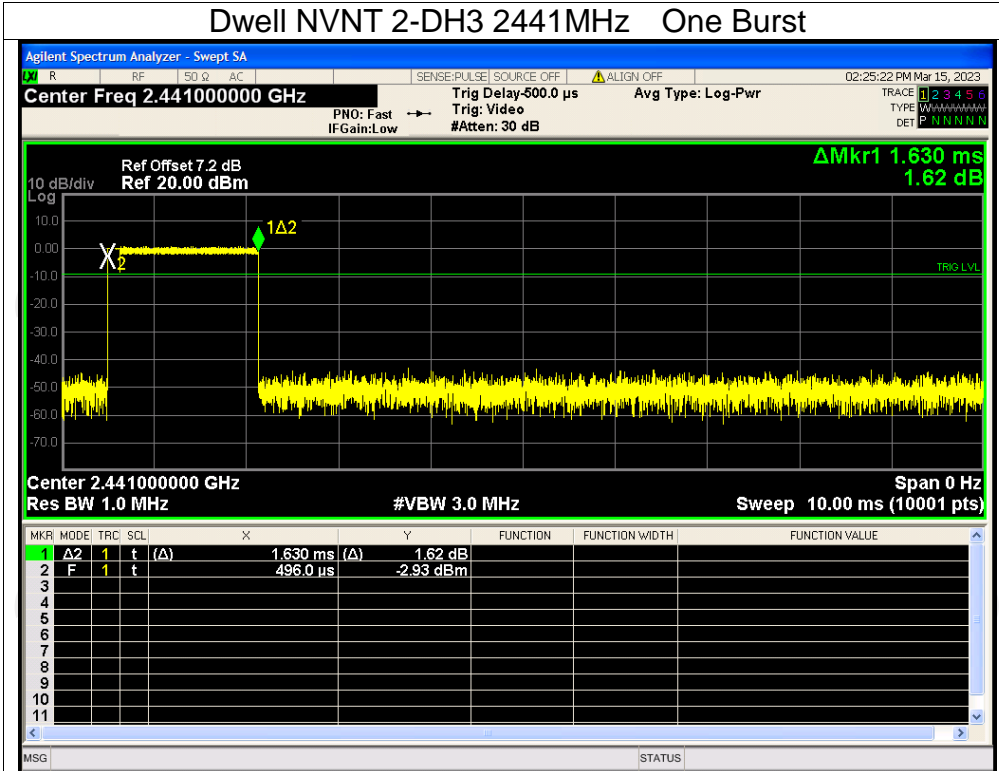 Dwell NVNT 2-DH3 2441MHz One Burst
Agilent Spectrum Analyzer - Swept SA
LXI R RF 50 Ω AC SENSE:PULSE SOURCE OFF ALIGN OFF 02:25:22 PM Mar 15, 2023
Center Freq 2.441000000 GHz Trig Delay-500.0 µs Avg Type: Log-Pwr TRACE 1 2 3 4 5 6
PNO: Fast Trig: Video TYPE WWWWWW
IFGain:Low #Atten: 30 dB DET P N N N N N
ΔMkr1 1.630 ms
1.62 dB
Ref Offset 7.2 dB
10 dB/div Ref 20.00 dBm
Log
10.0
1Δ2
0.00
X2
TRIG LVL
-10.0
-20.0
-30.0
-40.0
-50.0
-60.0
-70.0
Center 2.441000000 GHz Span 0 Hz
Res BW 1.0 MHz #VBW 3.0 MHz Sweep 10.00 ms (10001 pts)
MKR MODE TRC SCL X Y FUNCTION FUNCTION WIDTH FUNCTION VALUE
1 Δ2 1 t (Δ) 1.630 ms (Δ) 1.62 dB
2 F 1 t 496.0 µs -2.93 dBm
3
4
5
6
7
8
9
10
11
MSG STATUS